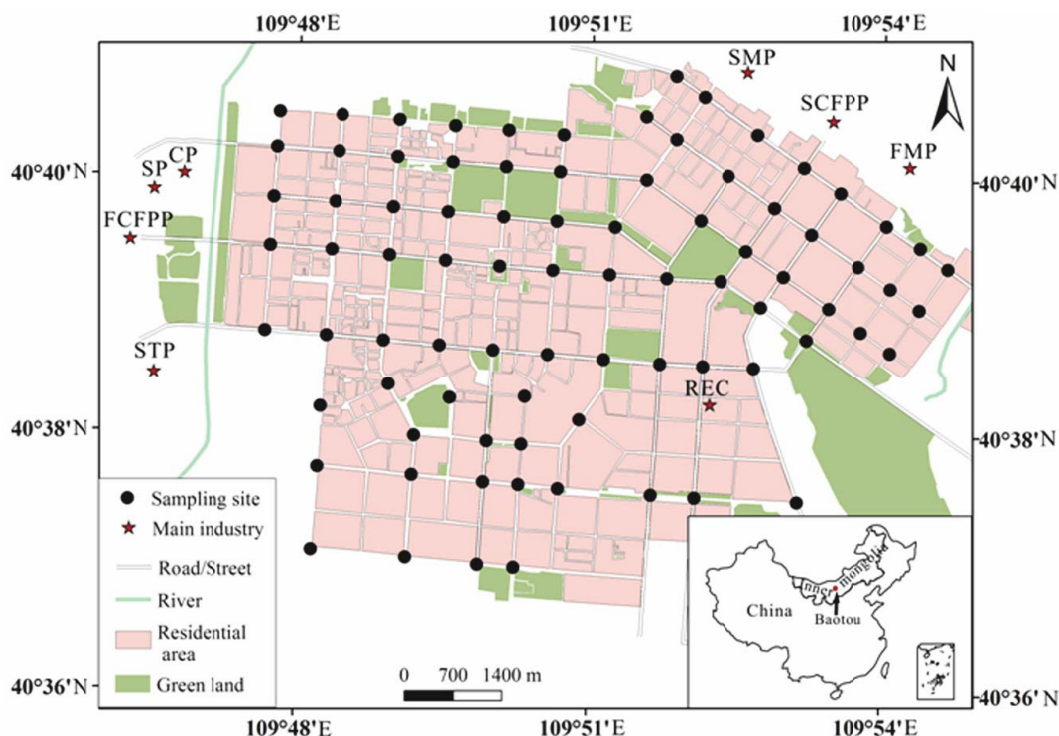 109°48'E 109°51'E 109°54'E
SMP
N
SCFPP
FMP
40°40'N
CP
SP
40°40'N
FCFPP
STP
REC
40°38'N
40°38'N
Sampling site
Main industry
Road/Street
River
Residential
area
Green land
Inner mongolia
China
Baotou
0 700 1400 m
40°36'N
40°36'N
109°48'E 109°51'E 109°54'E